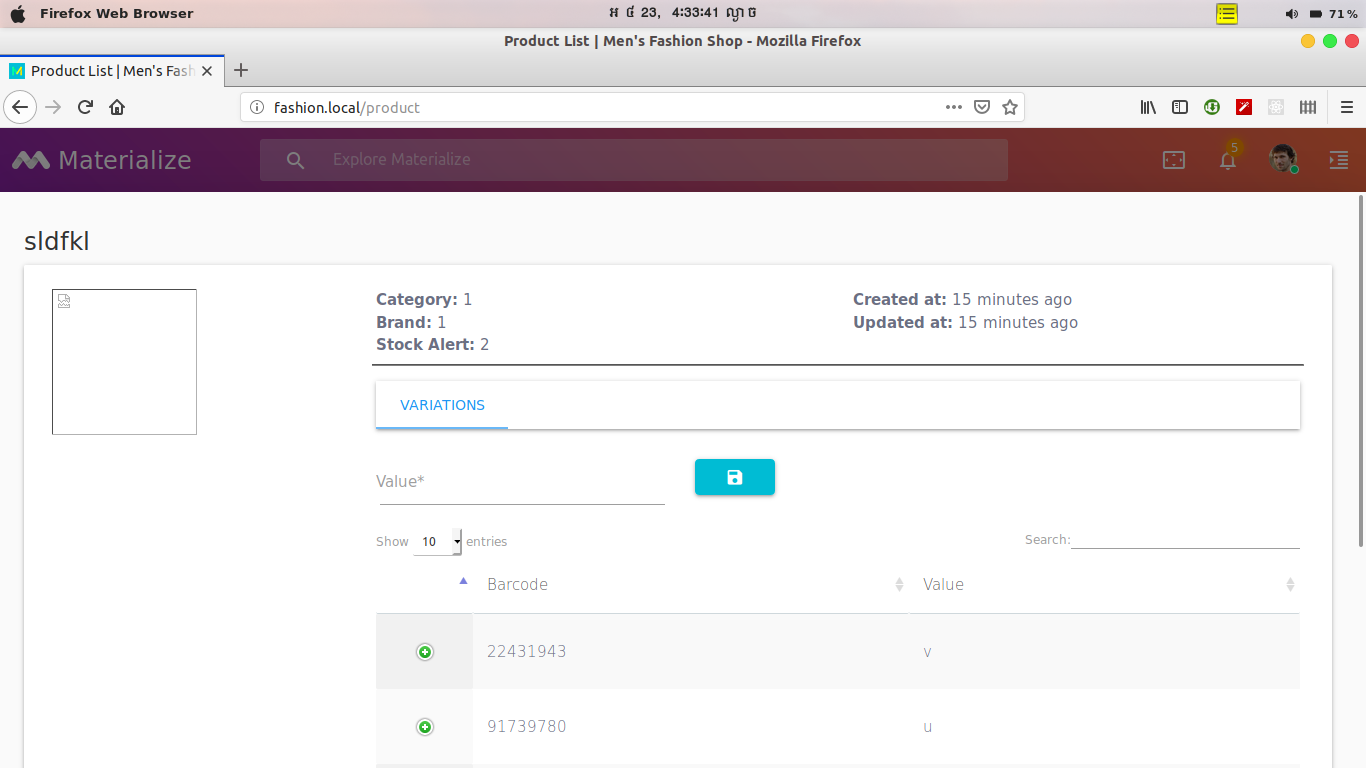 Firefox Web Browser
អ ៤ 23, 4:33:41 ល្ងាច
71%
Product List | Men's Fashion Shop - Mozilla Firefox
Product List | Men's Fash
fashion.local/product
Materialize
Explore Materialize
5
sldfkl
Category: 1
Created at: 15 minutes ago
Brand: 1
Updated at: 15 minutes ago
Stock Alert: 2
VARIATIONS
Value*
Show 10 entries
Search:
Barcode
Value
22431943
v
91739780
u